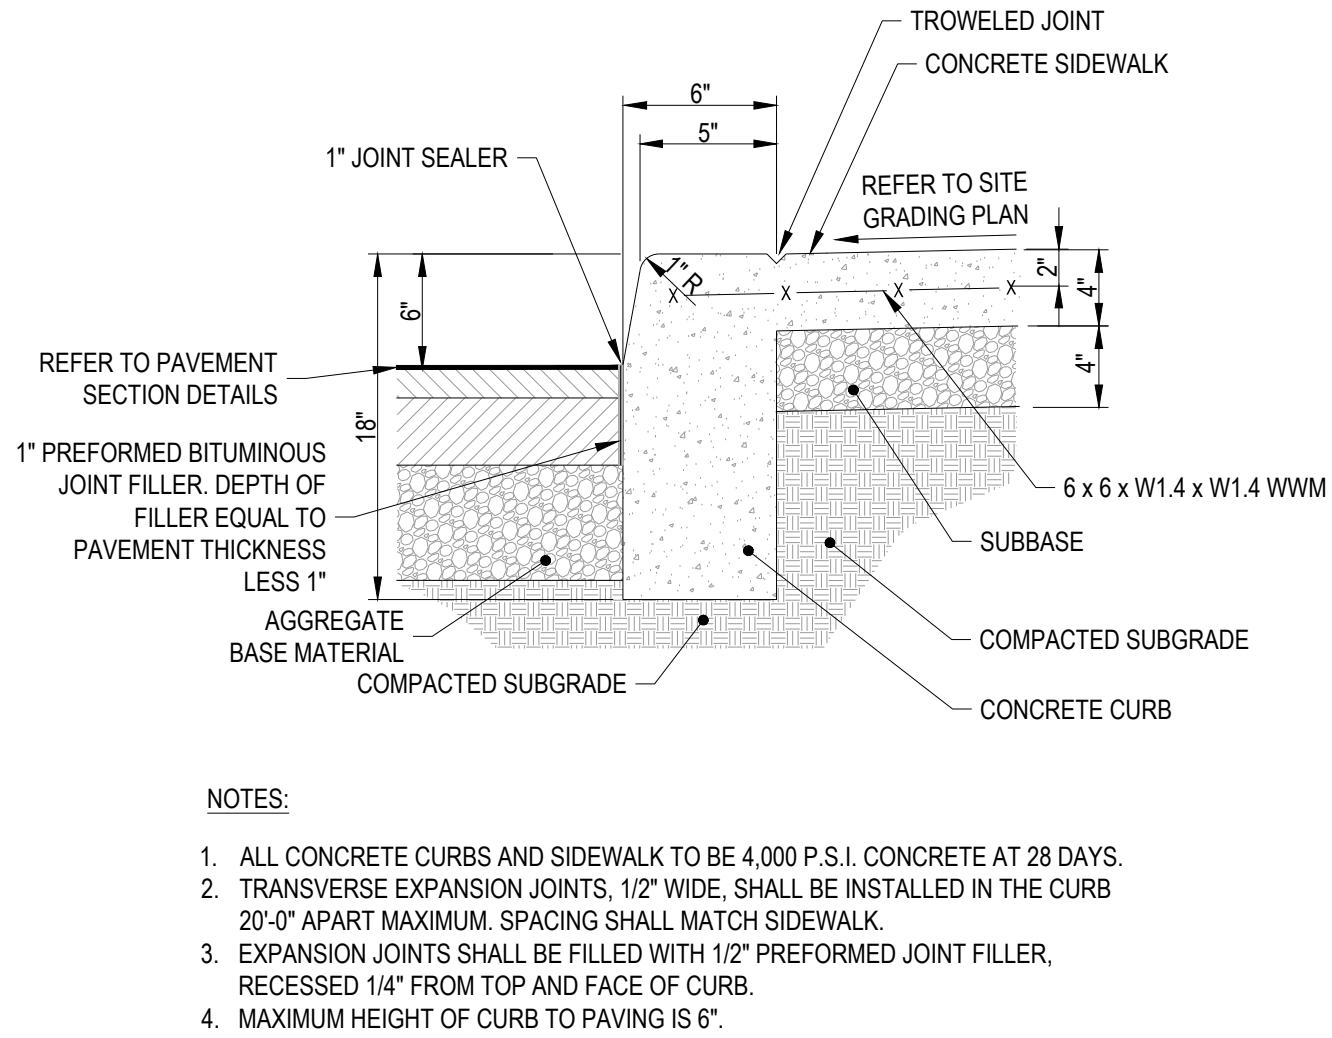 TROWELED JOINT
CONCRETE SIDEWALK
6"
5"
1" JOINT SEALER
REFER TO SITE
GRADING PLAN
1" R
2"
4"
6"
4"
18"
REFER TO PAVEMENT
SECTION DETAILS
1" PREFORMED BITUMINOUS
JOINT FILLER. DEPTH OF
FILLER EQUAL TO
PAVEMENT THICKNESS
LESS 1"
X X X X
6 x 6 x W1.4 x W1.4 WWM
SUBBASE
AGGREGATE
BASE MATERIAL
COMPACTED SUBGRADE
COMPACTED SUBGRADE
CONCRETE CURB
NOTES:
1. ALL CONCRETE CURBS AND SIDEWALK TO BE 4,000 P.S.I. CONCRETE AT 28 DAYS.
2. TRANSVERSE EXPANSION JOINTS, 1/2" WIDE, SHALL BE INSTALLED IN THE CURB
20'-0" APART MAXIMUM. SPACING SHALL MATCH SIDEWALK.
3. EXPANSION JOINTS SHALL BE FILLED WITH 1/2" PREFORMED JOINT FILLER,
RECESSED 1/4" FROM TOP AND FACE OF CURB.
4. MAXIMUM HEIGHT OF CURB TO PAVING IS 6".